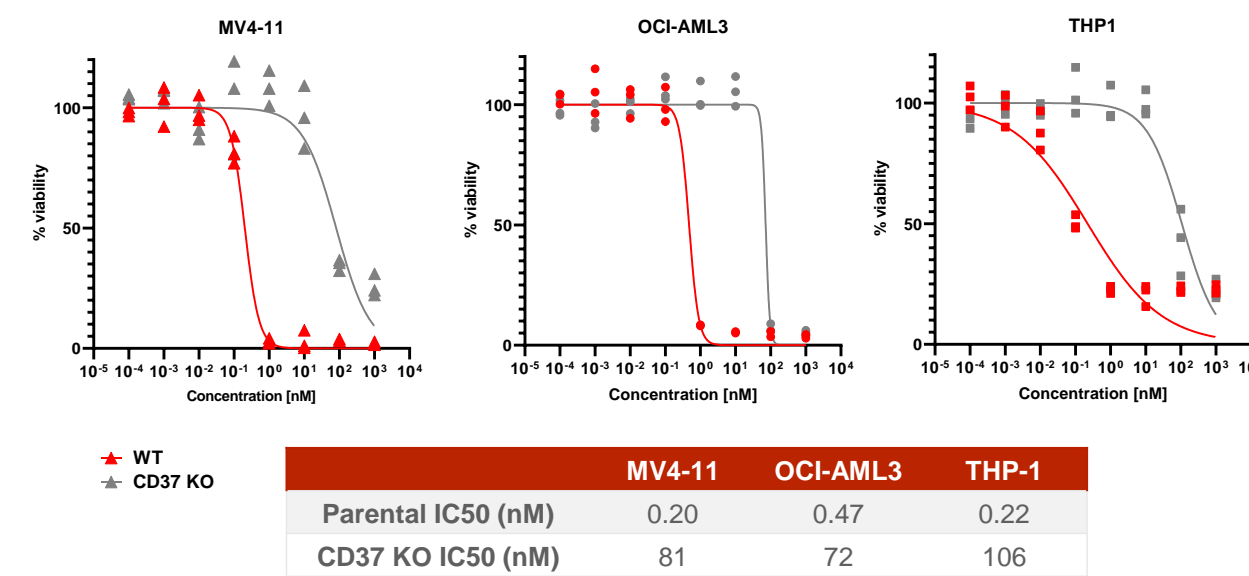 MV4-11
% viability
100
50
0
10-5 10-4 10-3 10-2 10-1 100 101 102 103 104
Concentration [nM]
OCI-AML3
% viability
100
50
0
10-5 10-4 10-3 10-2 10-1 100 101 102 103 104
Concentration [nM]
THP1
% viability
100
50
0
10-5 10-4 10-3 10-2 10-1 100 101 102 103
Concentration [nM]
WT
CD37 KO
MV4-11 OCI-AML3 THP-1
Parental IC50 (nM) 0.20 0.47 0.22
CD37 KO IC50 (nM) 81 72 106